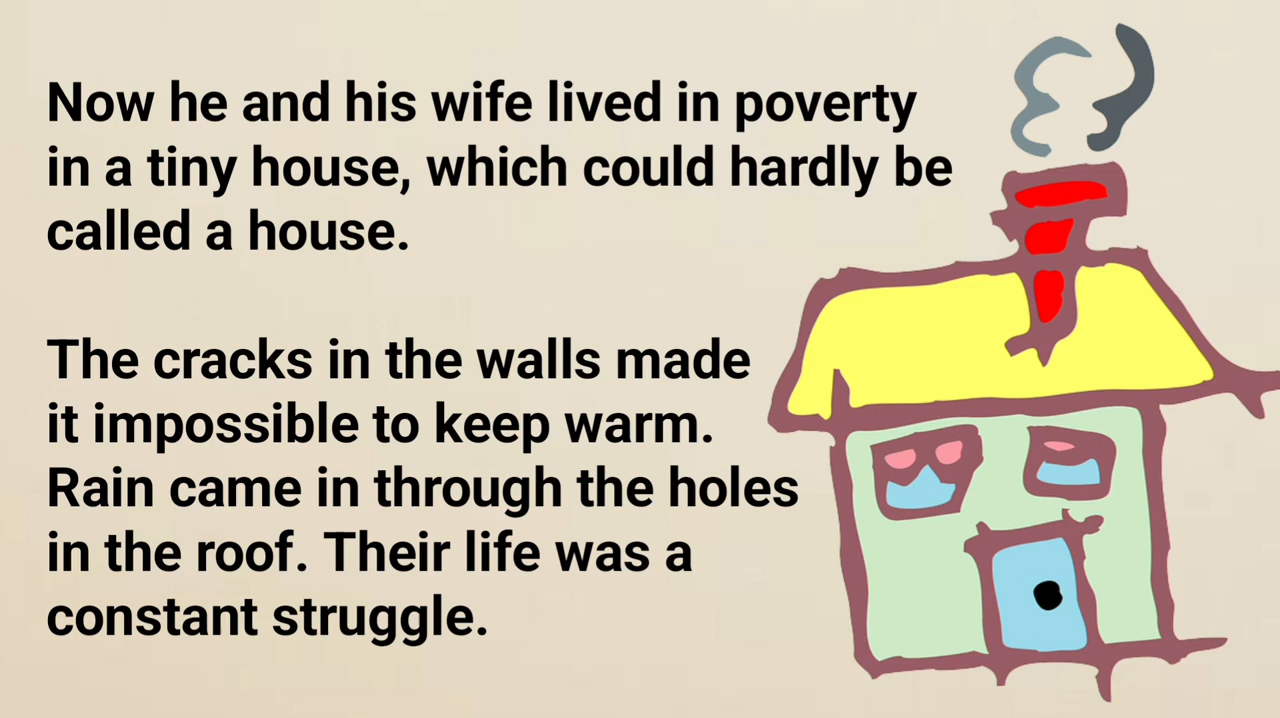 Now he and his wife lived in poverty
in a tiny house, which could hardly be
called a house.
The cracks in the walls made
it impossible to keep warm.
Rain came in through the holes
in the roof. Their life was a
constant struggle.